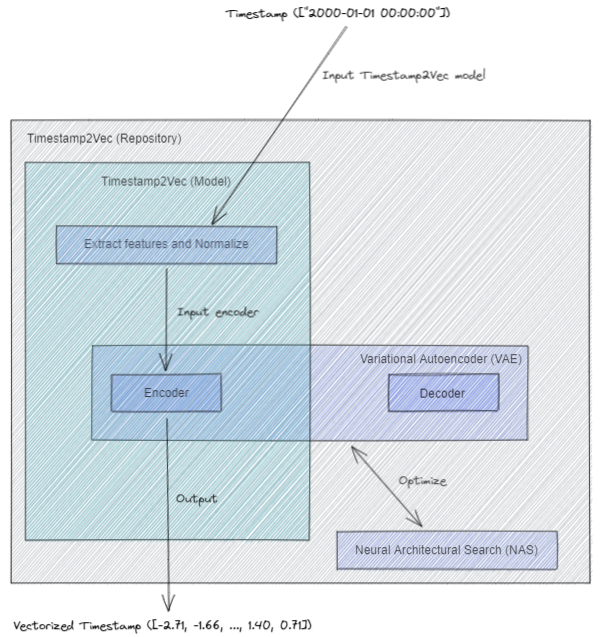 Timestamp (["2000-01-01 00:00:00"])
Input Timestamp2Vec model
Timestamp2Vec (Repository)
Timestamp2Vec (Model)
Extract features and Normalize
Input encoder
Variational Autoencoder (VAE)
Encoder
Decoder
Optimize
Output
Neural Architectural Search (NAS)
Vectorized Timestamp ([-2.71, -1.66, ..., 1.40, 0.71])